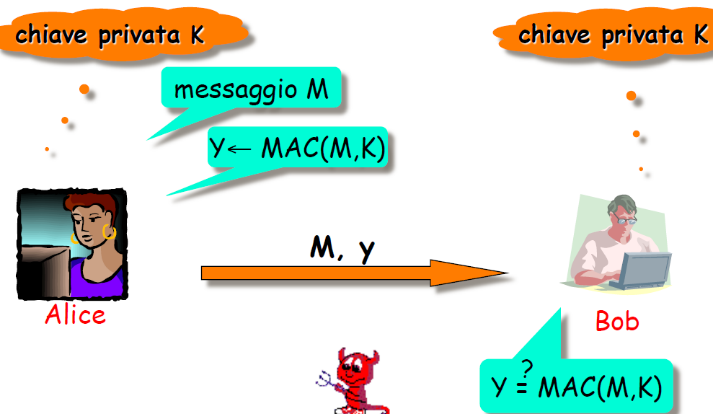 chiave privata K
chiave privata K
messaggio M
Y← MAC(M,K)
M, y
Alice
Bob
?
Y = MAC(M,K)